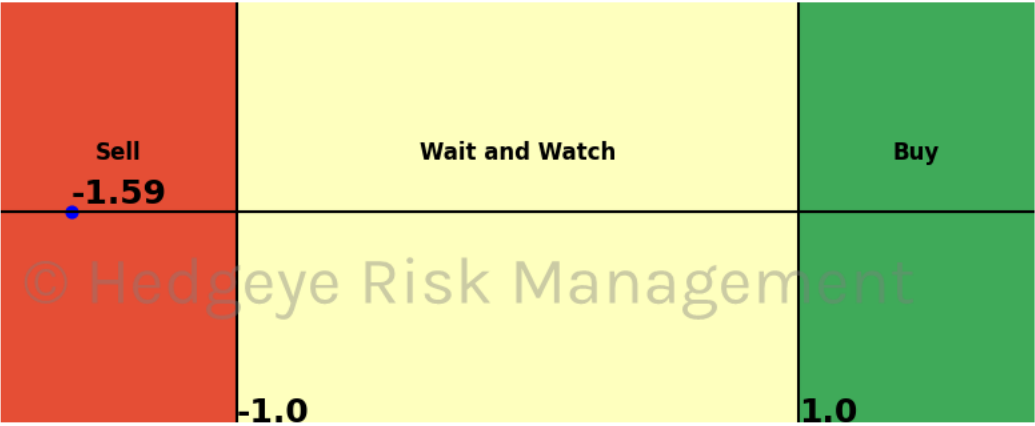 Sell
Wait and Watch
Buy
-1.59
© Hedgeye Risk Management
-1.0
1.0